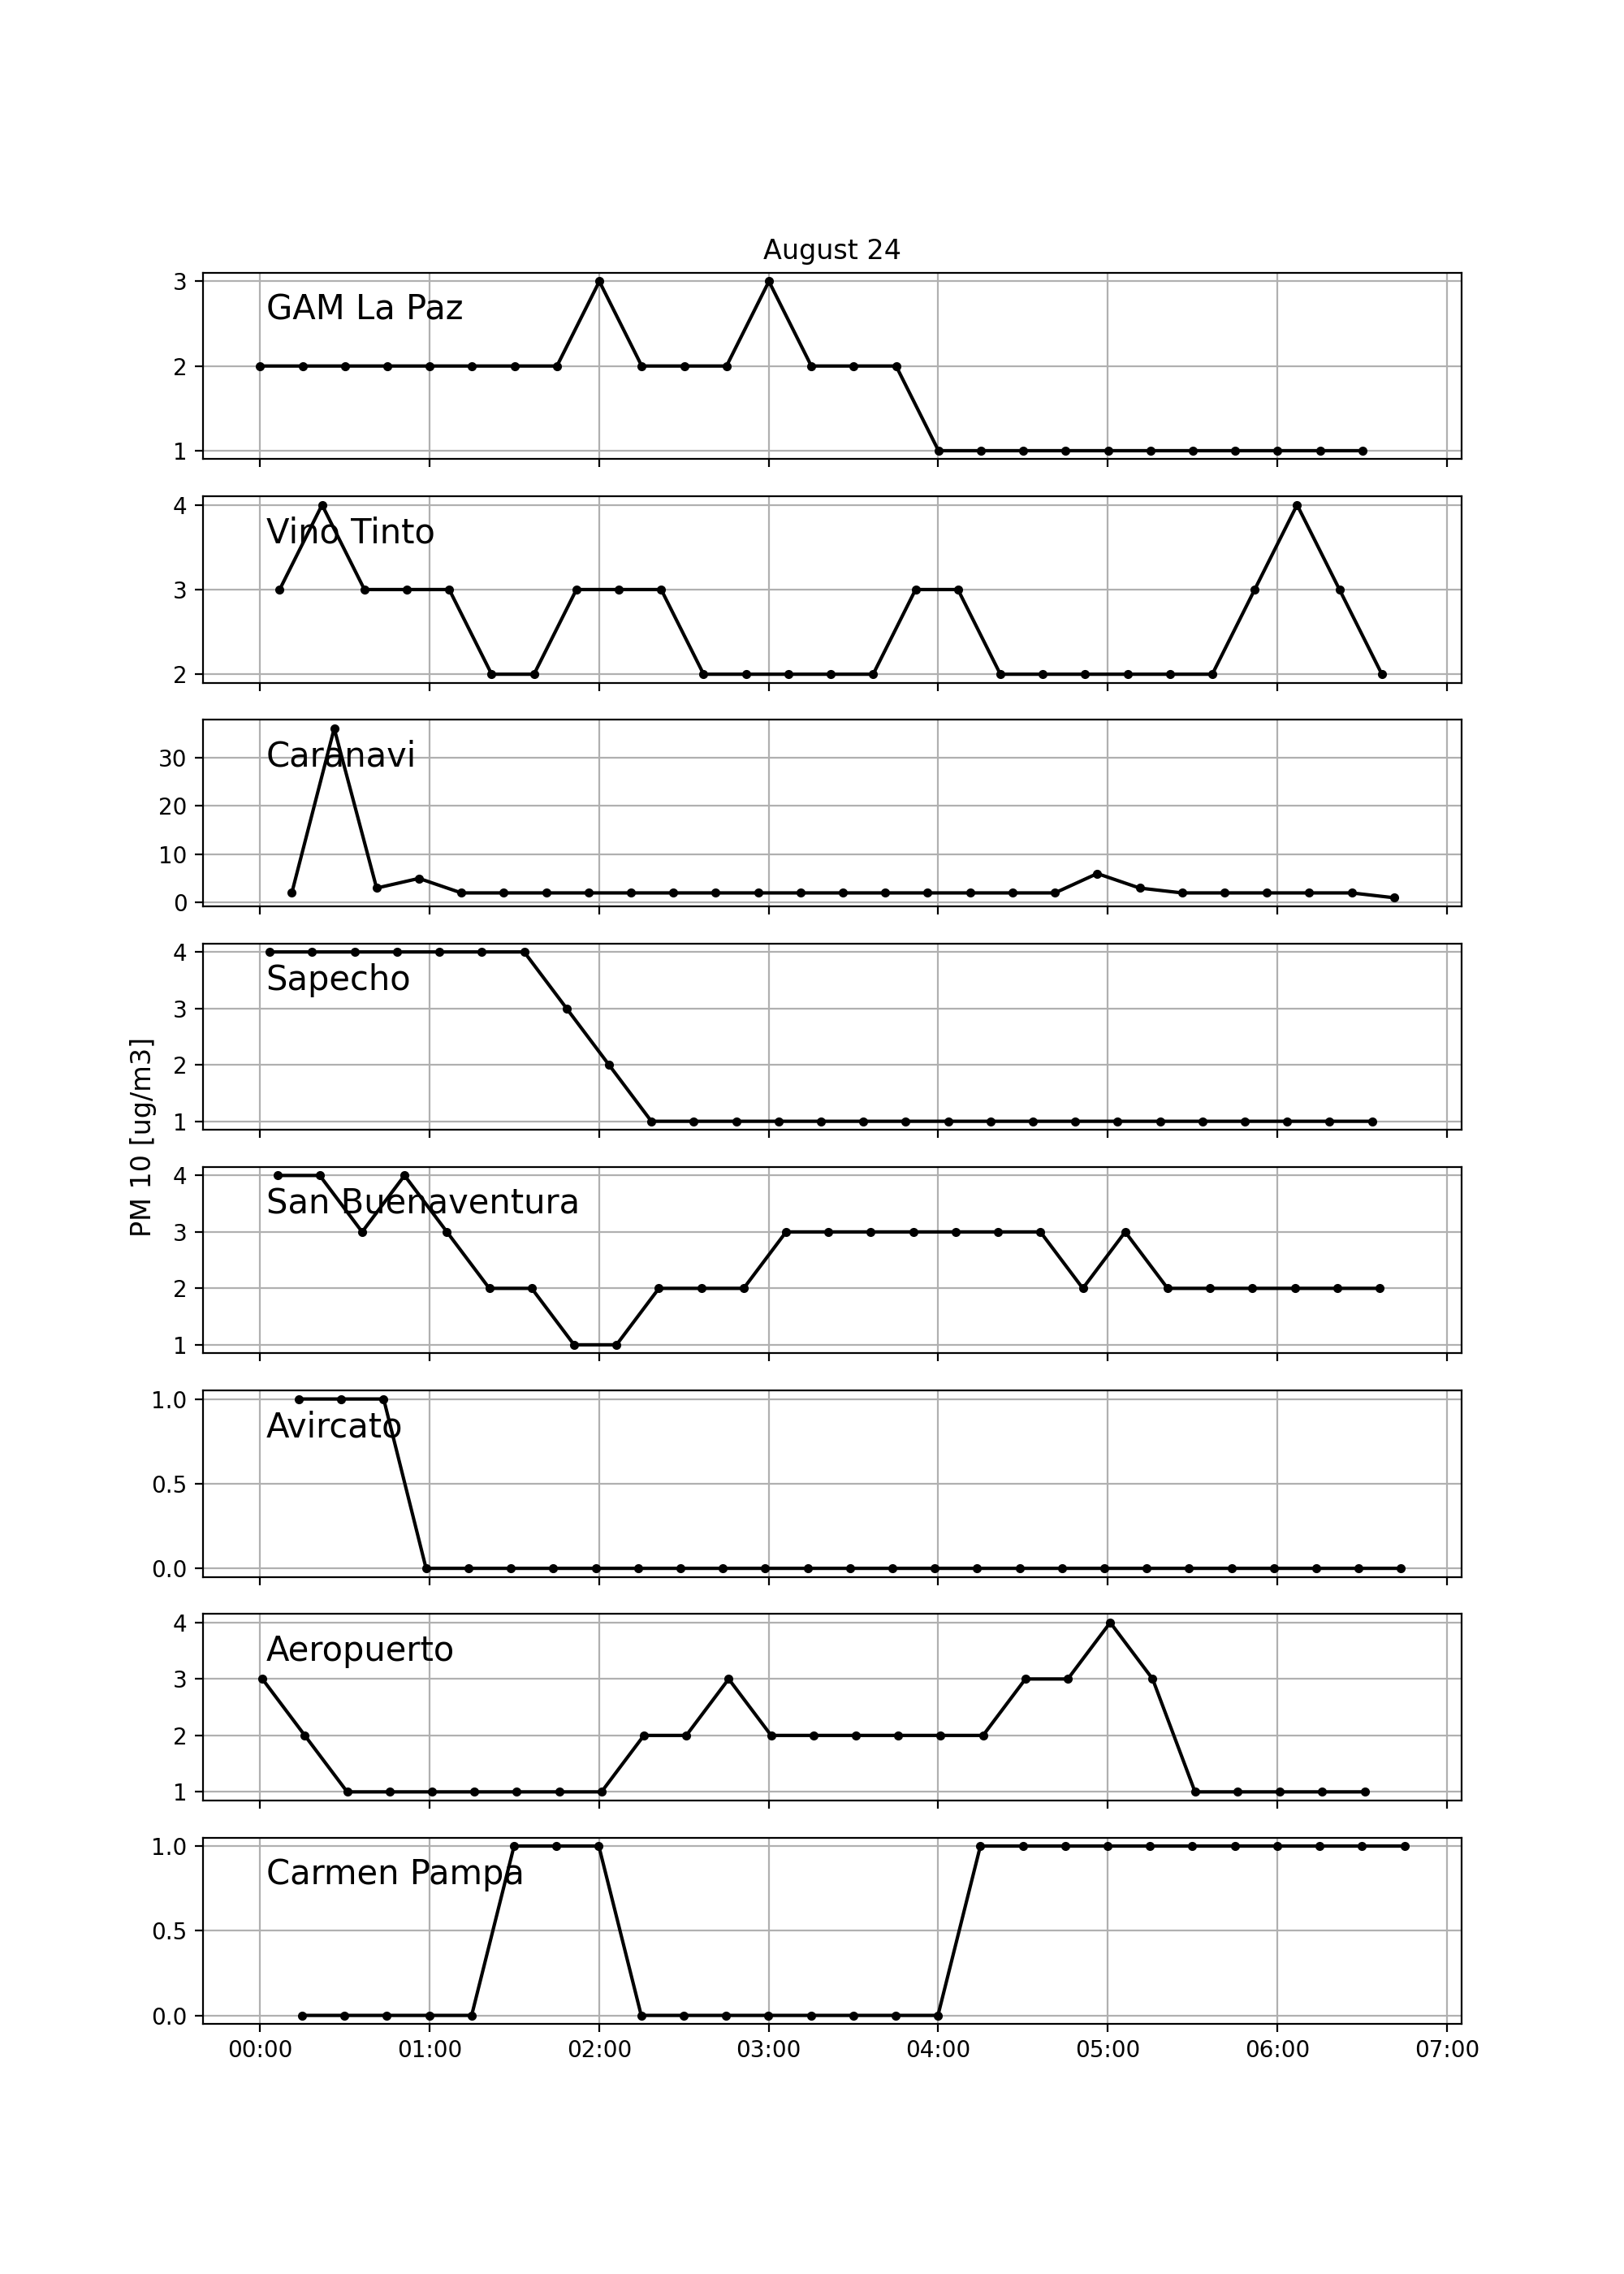 August 24
3
GAM La Paz
2
1
4
Vino Tinto
3
2
Caranavi
30
20
10
0
4
Sapecho
3
2
1
PM 10 [ug/m3]
4
San Buenaventura
3
2
1
1.0
Avircato
0.5
0.0
4
Aeropuerto
3
2
1
1.0
Carmen Pampa
0.5
0.0
00:00 01:00 02:00 03:00 04:00 05:00 06:00 07:00